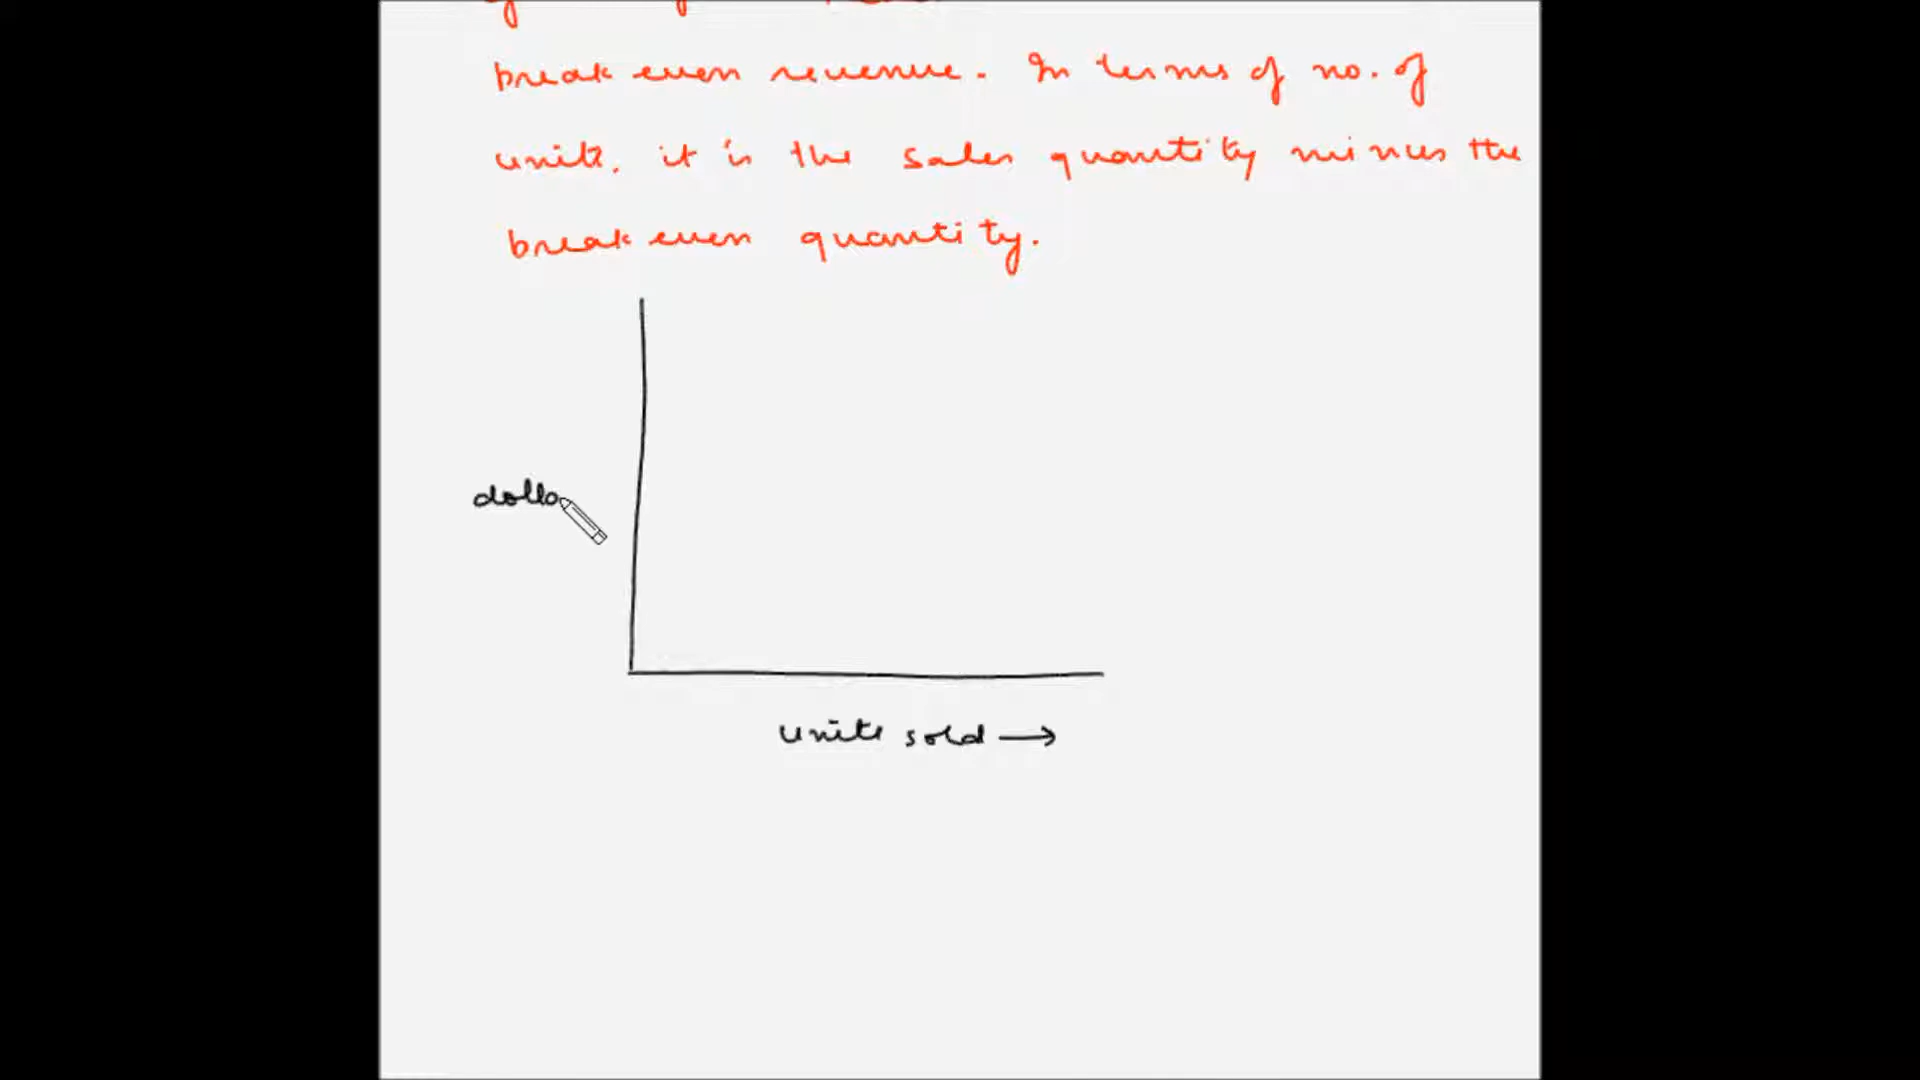 break even revenue. In terms of no. of
units, it is the sales quantity minus the
break even quantity.
dolla
units sold →